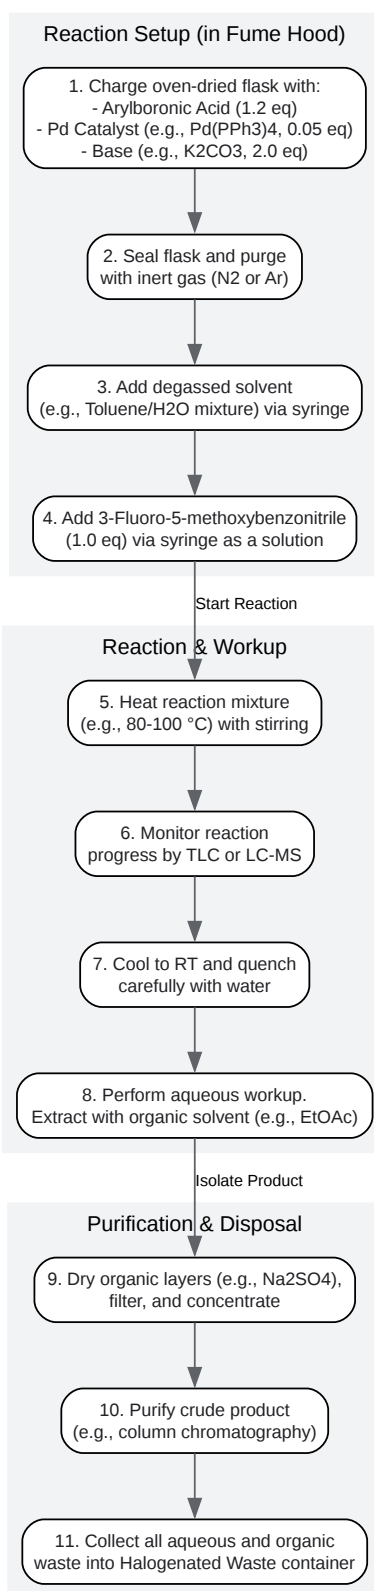 Reaction Setup (in Fume Hood)
1. Charge oven-dried flask with:
- Arylboronic Acid (1.2 eq)
- Pd Catalyst (e.g., Pd(PPh3)4, 0.05 eq)
- Base (e.g., K2CO3, 2.0 eq)
2. Seal flask and purge
with inert gas (N2 or Ar)
3. Add degassed solvent
(e.g., Toluene/H2O mixture) via syringe
4. Add 3-Fluoro-5-methoxybenzonitrile
(1.0 eq) via syringe as a solution
Start Reaction
Reaction & Workup
5. Heat reaction mixture
(e.g., 80-100 °C) with stirring
6. Monitor reaction
progress by TLC or LC-MS
7. Cool to RT and quench
carefully with water
8. Perform aqueous workup.
Extract with organic solvent (e.g., EtOAc)
Isolate Product
Purification & Disposal
9. Dry organic layers (e.g., Na2SO4),
filter, and concentrate
10. Purify crude product
(e.g., column chromatography)
11. Collect all aqueous and organic
waste into Halogenated Waste container